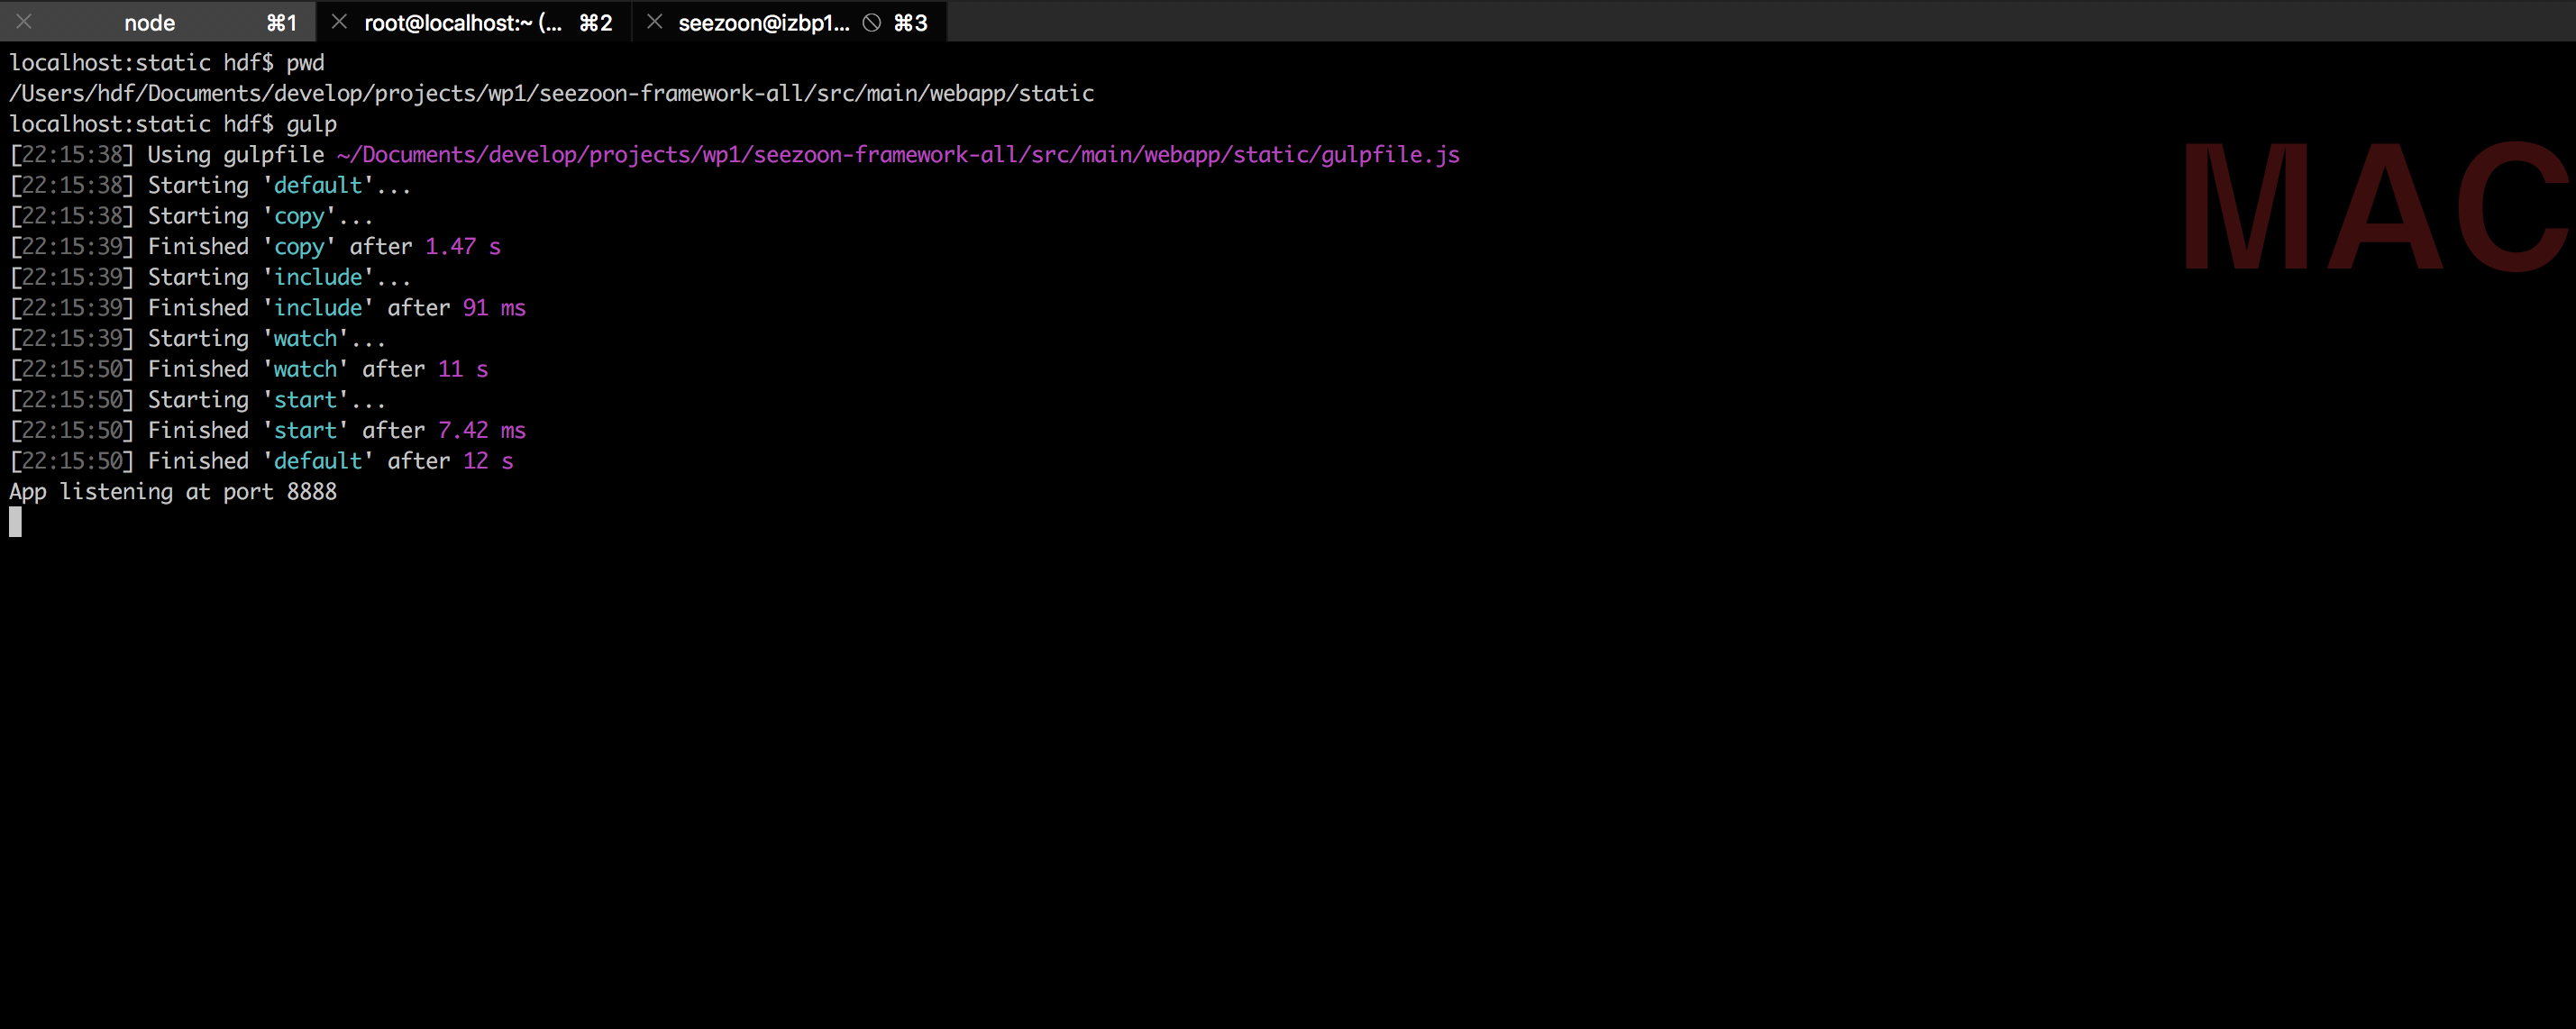 node ⌘1 root@localhost:~ (... ⌘2 seezoon@izbp1... ⌘3
localhost:static hdf$ pwd
/Users/hdf/Documents/develop/projects/wp1/seezoon-framework-all/src/main/webapp/static
localhost:static hdf$ gulp
[22:15:38] Using gulpfile ~/Documents/develop/projects/wp1/seezoon-framework-all/src/main/webapp/static/gulpfile.js
[22:15:38] Starting 'default'...
[22:15:38] Starting 'copy'...
[22:15:39] Finished 'copy' after 1.47 s
[22:15:39] Starting 'include'...
[22:15:39] Finished 'include' after 91 ms
[22:15:39] Starting 'watch'...
[22:15:50] Finished 'watch' after 11 s
[22:15:50] Starting 'start'...
[22:15:50] Finished 'start' after 7.42 ms
[22:15:50] Finished 'default' after 12 s
App listening at port 8888
MAC